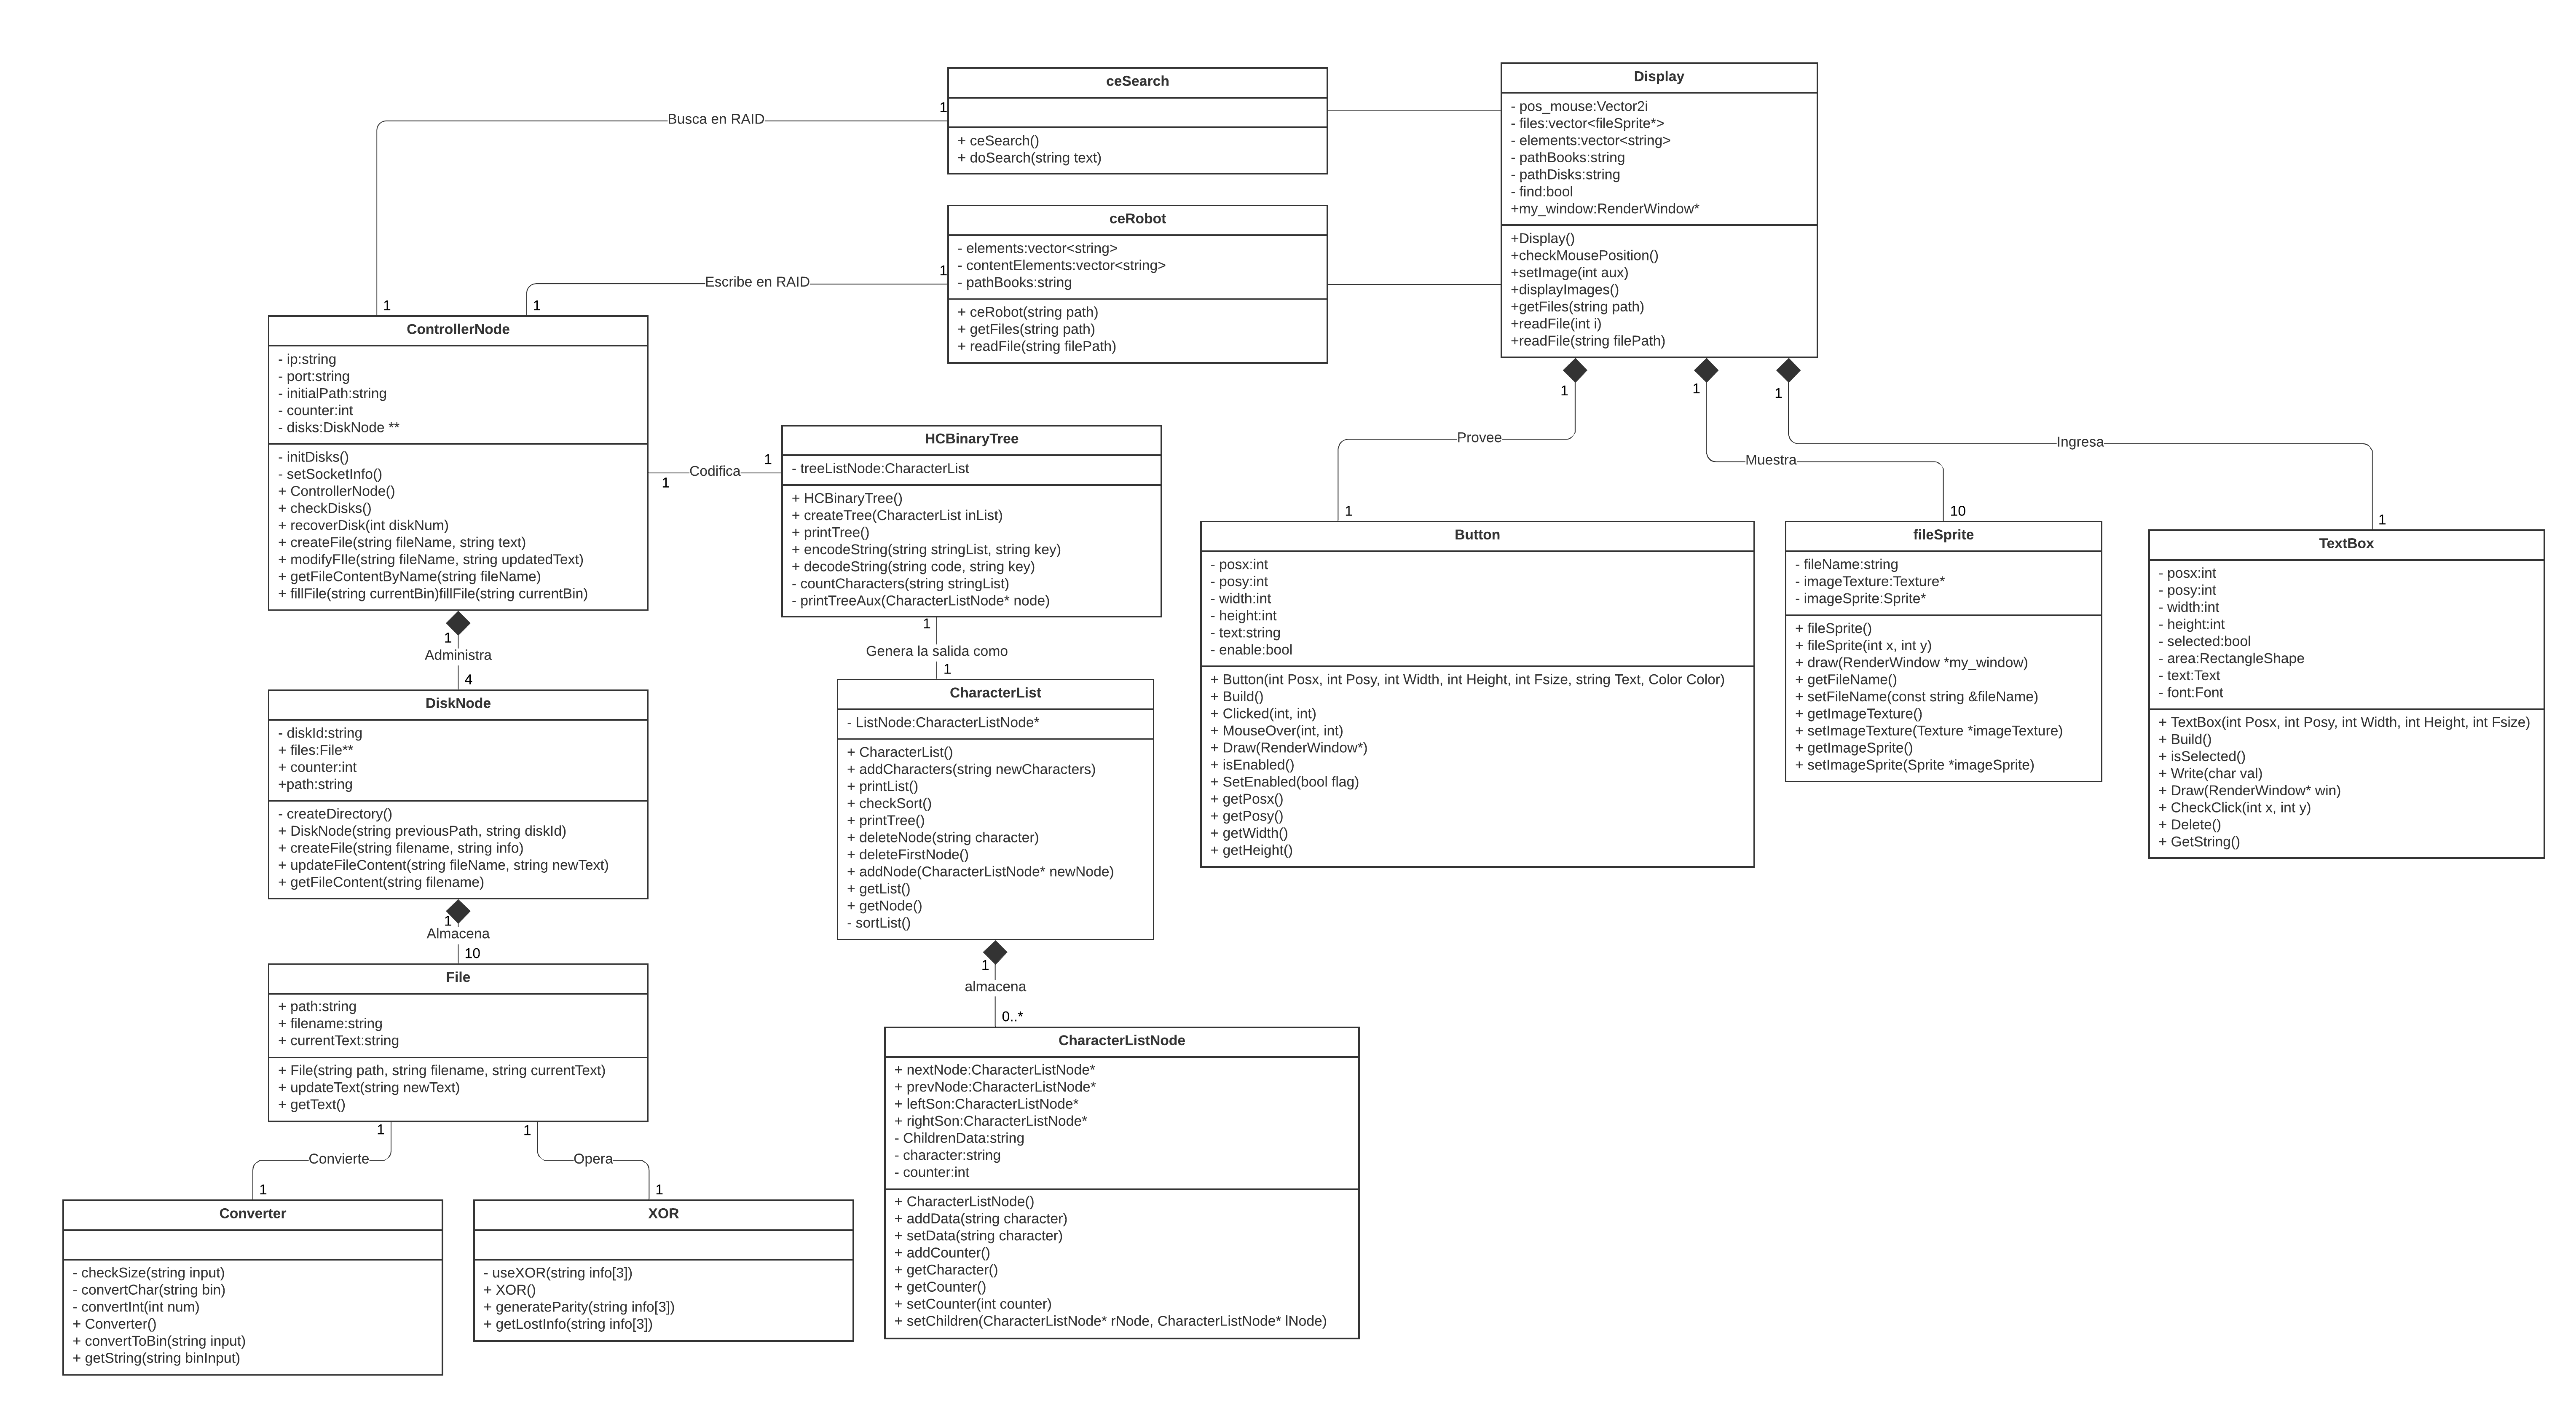 ceSearch
+ ceSearch()
+ doSearch(string text)
Display
- pos_mouse:Vector2i
- files:vector<fileSprite*>
- elements:vector<string>
- pathBooks:string
- pathDisks:string
- find:bool
+my_window:RenderWindow*
+Display()
+checkMousePosition()
+setImage(int aux)
+displayImages()
+getFiles(string path)
+readFile(int i)
+readFile(string filePath)
Busca en RAID
1
1
ceRobot
- elements:vector<string>
- contentElements:vector<string>
- pathBooks:string
+ ceRobot(string path)
+ getFiles(string path)
+ readFile(string filePath)
Escribe en RAID
1
1
ControllerNode
- ip:string
- port:string
- initialPath:string
- counter:int
- disks:DiskNode **
- initDisks()
- setSocketInfo()
+ ControllerNode()
+ checkDisks()
+ recoverDisk(int diskNum)
+ createFile(string fileName, string text)
+ modifyFIle(string fileName, string updatedText)
+ getFileContentByName(string fileName)
+ fillFile(string currentBin)fillFile(string currentBin)
1
Codifica
1
HCBinaryTree
- treeListNode:CharacterList
+ HCBinaryTree()
+ createTree(CharacterList inList)
+ printTree()
+ encodeString(string stringList, string key)
+ decodeString(string code, string key)
- countCharacters(string stringList)
- printTreeAux(CharacterListNode* node)
1
Provee
1
1
Muestra
10
1
Ingresa
1
Button
- posx:int
- posy:int
- width:int
- height:int
- text:string
- enable:bool
+ Button(int Posx, int Posy, int Width, int Height, int Fsize, string Text, Color Color)
+ Build()
+ Clicked(int, int)
+ MouseOver(int, int)
+ Draw(RenderWindow*)
+ isEnabled()
+ SetEnabled(bool flag)
+ getPosx()
+ getPosy()
+ getWidth()
+ getHeight()
fileSprite
- fileName:string
- imageTexture:Texture*
- imageSprite:Sprite*
+ fileSprite()
+ fileSprite(int x, int y)
+ draw(RenderWindow *my_window)
+ getFileName()
+ setFileName(const string &fileName)
+ getImageTexture()
+ setImageTexture(Texture *imageTexture)
+ getImageSprite()
+ setImageSprite(Sprite *imageSprite)
TextBox
- posx:int
- posy:int
- width:int
- height:int
- selected:bool
- area:RectangleShape
- text:Text
- font:Font
+ TextBox(int Posx, int Posy, int Width, int Height, int Fsize)
+ Build()
+ isSelected()
+ Write(char val)
+ Draw(RenderWindow* win)
+ CheckClick(int x, int y)
+ Delete()
+ GetString()
1
Administra
4
DiskNode
- diskId:string
+ files:File**
+ counter:int
+path:string
- createDirectory()
+ DiskNode(string previousPath, string diskId)
+ createFile(string filename, string info)
+ updateFileContent(string fileName, string newText)
+ getFileContent(string filename)
1
Genera la salida como
1
CharacterList
- ListNode:CharacterListNode*
+ CharacterList()
+ addCharacters(string newCharacters)
+ printList()
+ checkSort()
+ printTree()
+ deleteNode(string character)
+ deleteFirstNode()
+ addNode(CharacterListNode* newNode)
+ getList()
+ getNode()
- sortList()
1
Almacena
10
File
+ path:string
+ filename:string
+ currentText:string
+ File(string path, string filename, string currentText)
+ updateText(string newText)
+ getText()
1
almacena
0..*
CharacterListNode
+ nextNode:CharacterListNode*
+ prevNode:CharacterListNode*
+ leftSon:CharacterListNode*
+ rightSon:CharacterListNode*
- ChildrenData:string
- character:string
- counter:int
+ CharacterListNode()
+ addData(string character)
+ setData(string character)
+ addCounter()
+ getCharacter()
+ getCounter()
+ setCounter(int counter)
+ setChildren(CharacterListNode* rNode, CharacterListNode* lNode)
1
Convierte
1
1
Opera
1
Converter
- checkSize(string input)
- convertChar(string bin)
- convertInt(int num)
+ Converter()
+ convertToBin(string input)
+ getString(string binInput)
XOR
- useXOR(string info[3])
+ XOR()
+ generateParity(string info[3])
+ getLostInfo(string info[3])